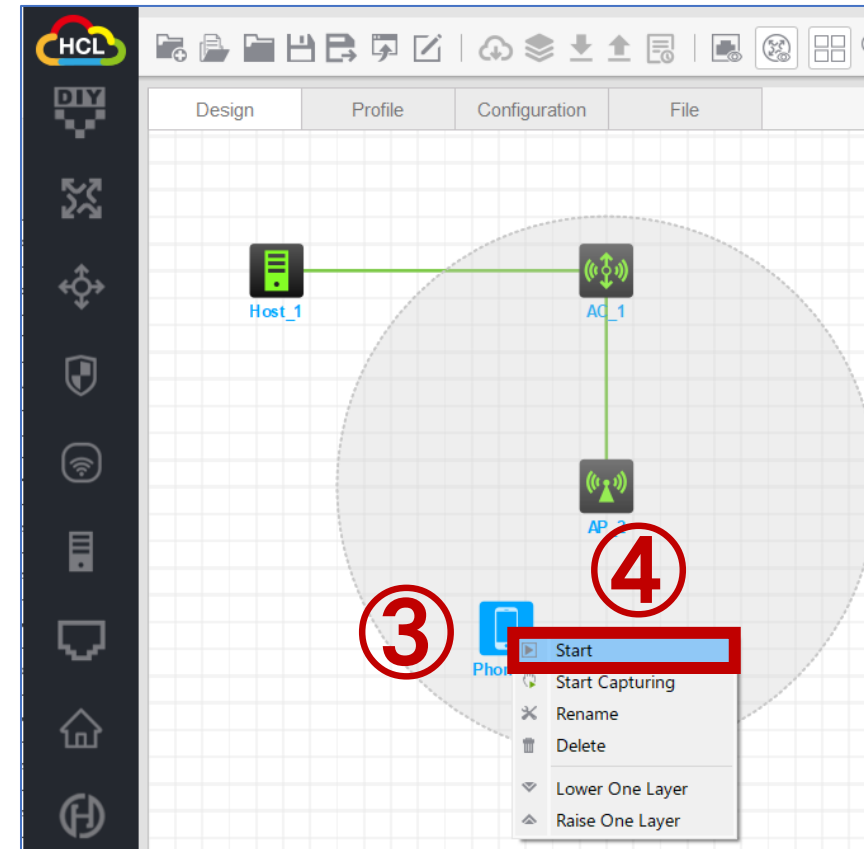 HCL
DIY
Design Profile Configuration File
Host_1
AC_1
AP_2
④
③
Phon
Start
Start Capturing
Rename
Delete
Lower One Layer
Raise One Layer